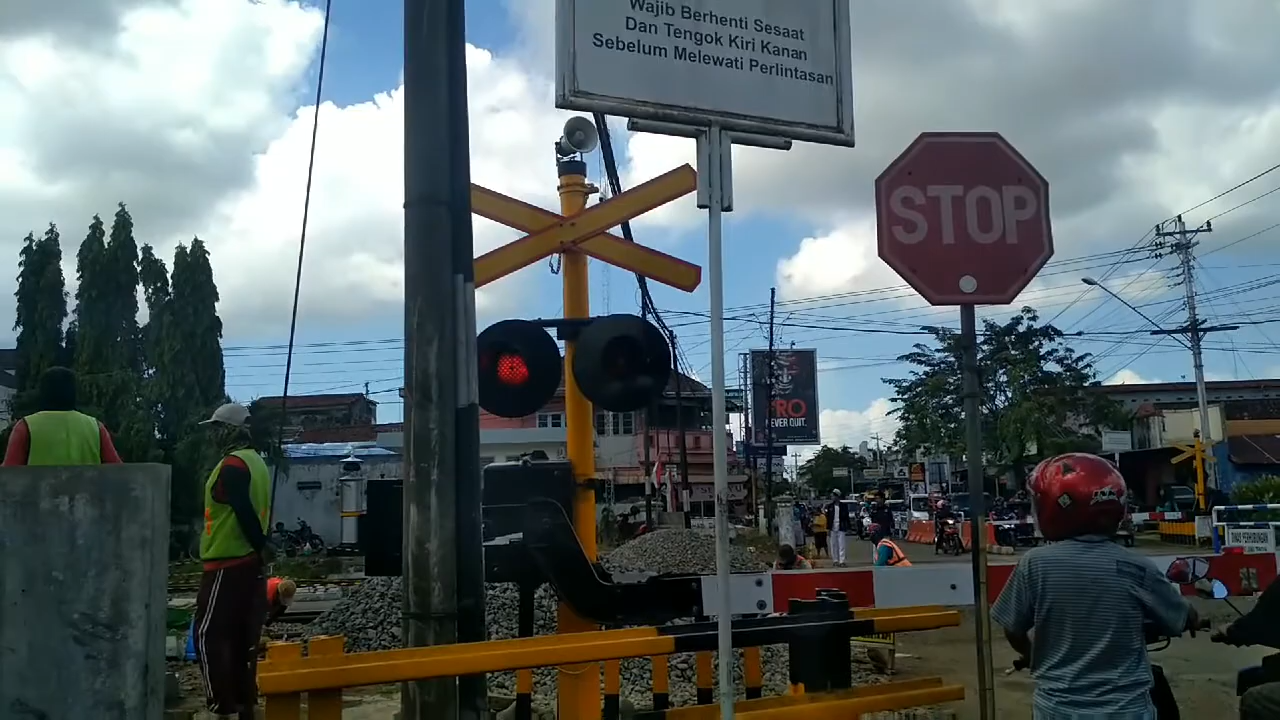 Wajib Berhenti Sesaat
Dan Tengok Kiri Kanan
Sebelum Melewati Perlintasan
STOP
PRO
NEVER QUIT.